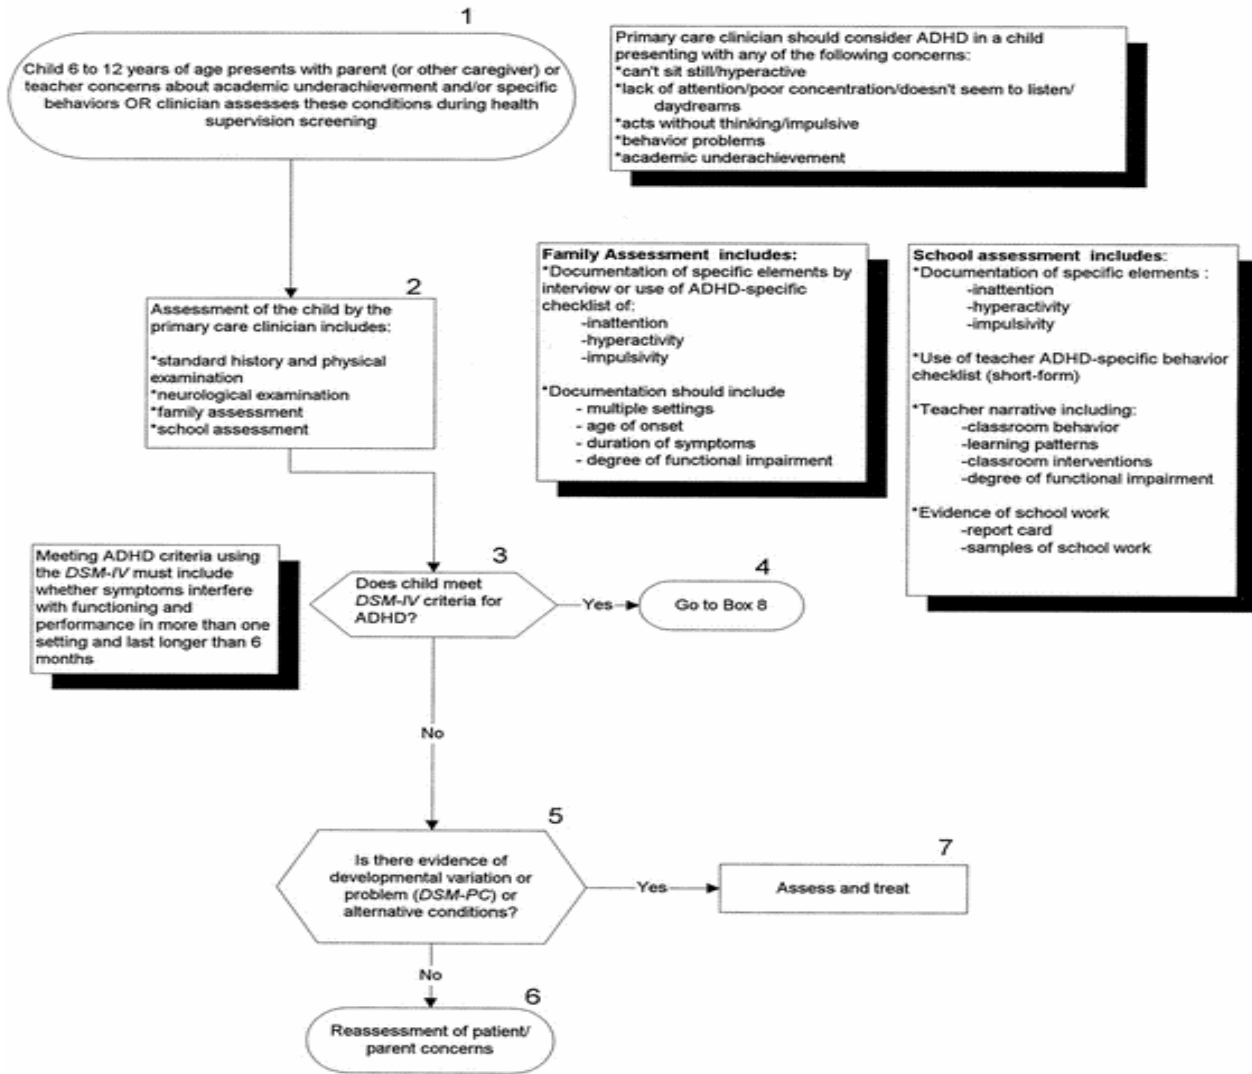 1
Child 6 to 12 years of age presents with parent (or other caregiver) or
teacher concerns about academic underachievement and/or specific
behaviors OR clinician assesses these conditions during health
supervision screening
Primary care clinician should consider ADHD in a child
presenting with any of the following concerns:
*can't sit still/hyperactive
*lack of attention/poor concentration/doesn't seem to listen/
daydreams
*acts without thinking/impulsive
*behavior problems
*academic underachievement
2
Assessment of the child by the
primary care clinician includes:
*standard history and physical
examination
*neurological examination
*family assessment
*school assessment
Family Assessment includes:
*Documentation of specific elements by
interview or use of ADHD-specific
checklist of:
-inattention
-hyperactivity
-impulsivity
*Documentation should include
- multiple settings
- age of onset
- duration of symptoms
- degree of functional impairment
School assessment includes:
*Documentation of specific elements :
-inattention
-hyperactivity
-impulsivity
*Use of teacher ADHD-specific behavior
checklist (short-form)
*Teacher narrative including:
-classroom behavior
-learning patterns
-classroom interventions
-degree of functional impairment
*Evidence of school work
-report card
-samples of school work
Meeting ADHD criteria using
the DSM-IV must include
whether symptoms interfere
with functioning and
performance in more than one
setting and last longer than 6
months
3
Does child meet
DSM-IV criteria for
ADHD?
Yes
4
Go to Box 8
No
5
Is there evidence of
developmental variation or
problem (DSM-PC) or
alternative conditions?
Yes
7
Assess and treat
No
6
Reassessment of patient/
parent concerns